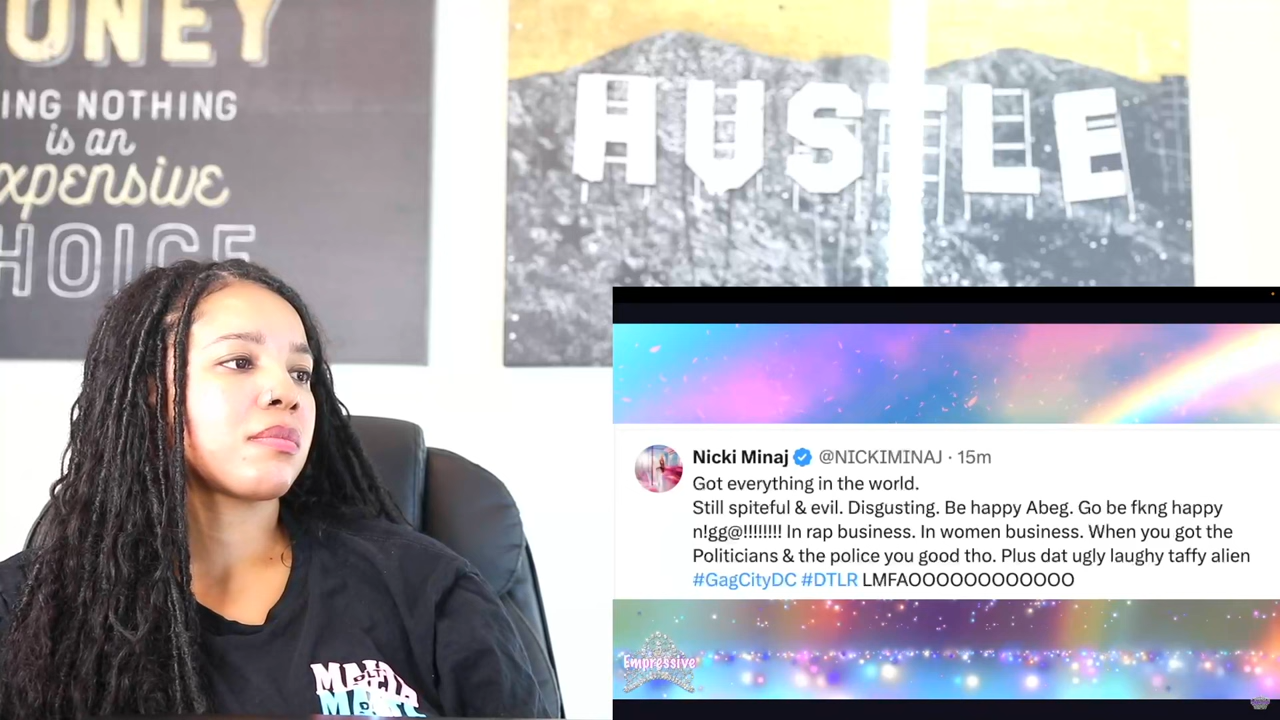 ONEY
ING NOTHING
is an
xpensive
HOICE
HUSTLE
Nicki Minaj @NICKIMINAJ · 15m
Got everything in the world.
Still spiteful & evil. Disgusting. Be happy Abeg. Go be fkng happy
n!gg@!!!!!!!! In rap business. In women business. When you got the
Politicians & the police you good tho. Plus dat ugly laughy taffy alien
#GagCityDC #DTLR LMFAOOOOOOOOOOOO
Empressive